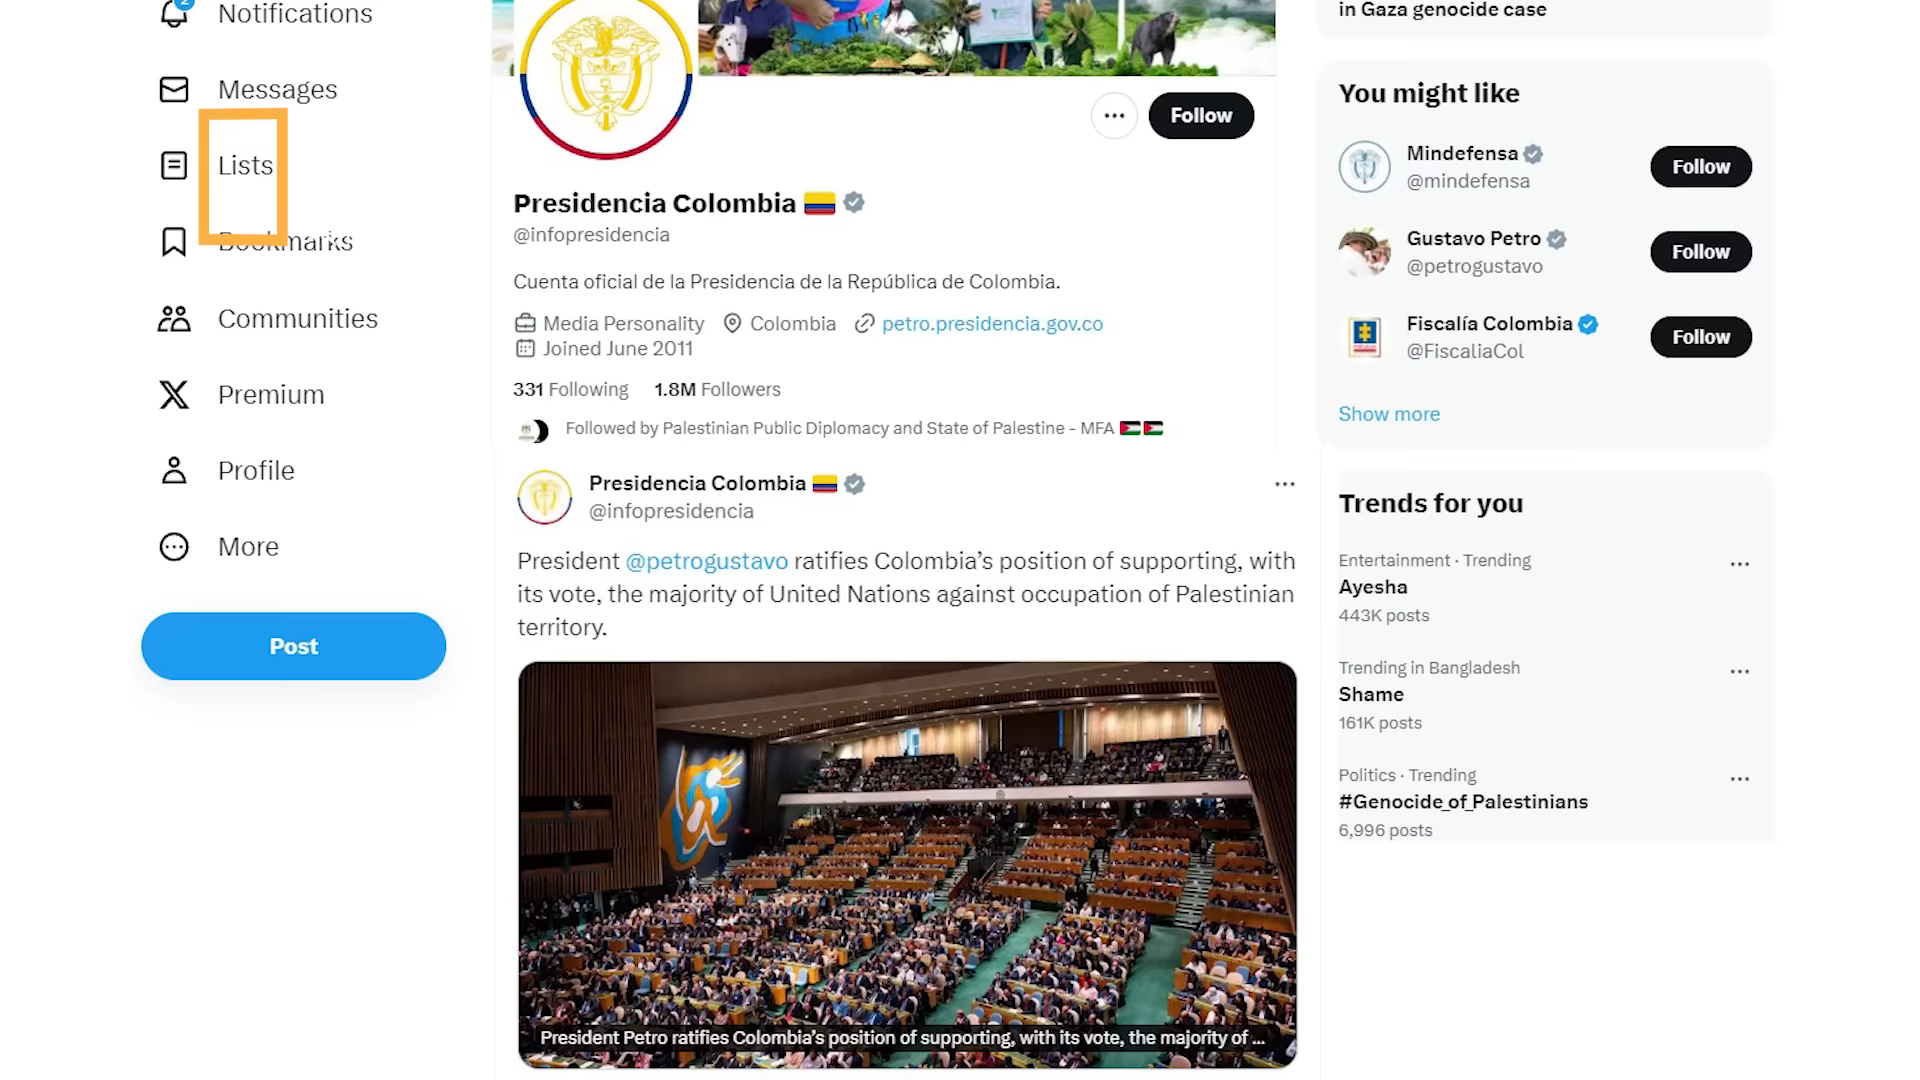 2
Notifications
Messages
Lists
Bookmarks
Communities
Premium
Profile
More
Post
Follow
Presidencia Colombia
@infopresidencia
Cuenta oficial de la Presidencia de la República de Colombia.
Media Personality Colombia petro.presidencia.gov.co
Joined June 2011
331 Following 1.8M Followers
Followed by Palestinian Public Diplomacy and State of Palestine - MFA
Presidencia Colombia
@infopresidencia
President @petrogustavo ratifies Colombia’s position of supporting, with
its vote, the majority of United Nations against occupation of Palestinian
territory.
President Petro ratifies Colombia’s position of supporting, with its vote, the majority of ...
in Gaza genocide case
You might like
Mindefensa
@mindefensa
Follow
Gustavo Petro
@petrogustavo
Follow
Fiscalía Colombia
@FiscaliaCol
Follow
Show more
Trends for you
Entertainment · Trending
Ayesha
443K posts
Trending in Bangladesh
Shame
161K posts
Politics · Trending
#Genocide_of_Palestinians
6,996 posts